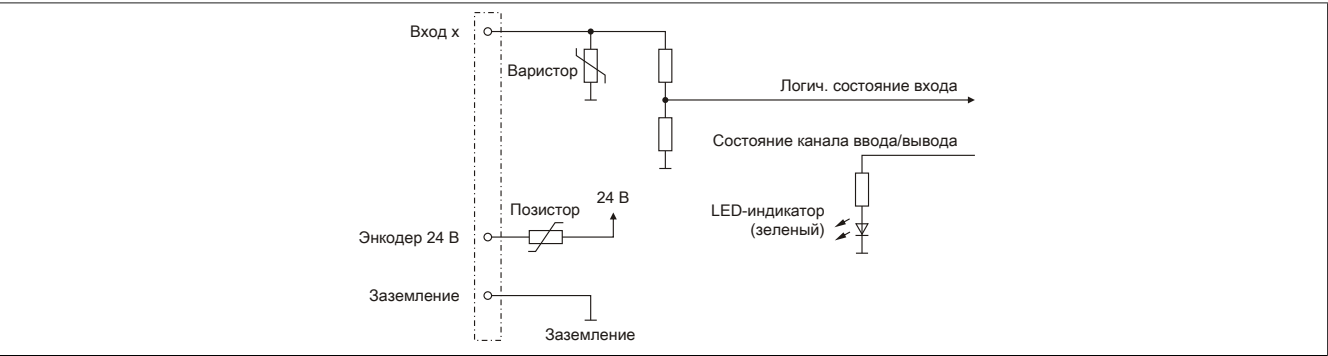 Вход x
Варистор
Логич. состояние входа
Состояние канала ввода/вывода
24 В
Позистор
LED-индикатор
(зеленый)
Энкодер 24 В
Заземление
Заземление